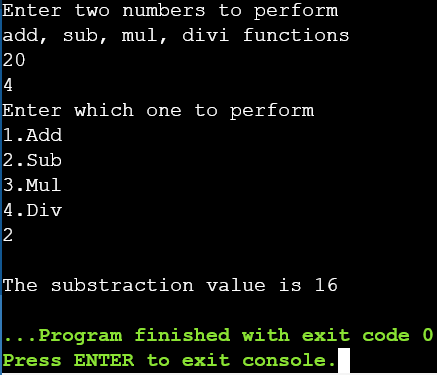 Enter two numbers to perform
add, sub, mul, divi functions
20
4
Enter which one to perform
1.Add
2.Sub
3.Mul
4.Div
2
The substraction value is 16
...Program finished with exit code 0
Press ENTER to exit console.